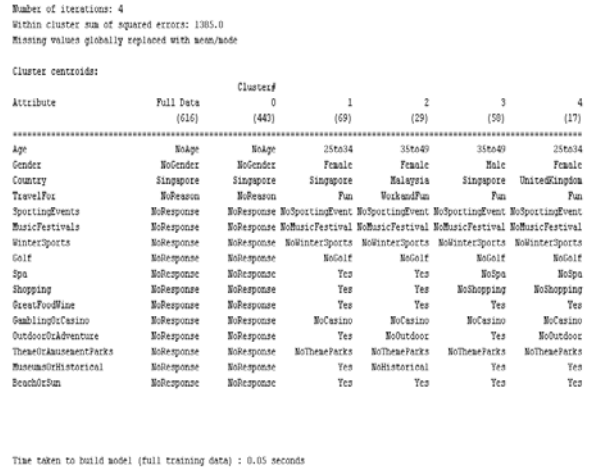 Number of iterations: 4
Within cluster sum of squared errors: 1385.0
Missing values globally replaced with mean/mode
Cluster centroids:
Cluster#
Attribute Full Data 0 1 2 3 4
(616) (443) (69) (29) (58) (17)
==========================================================================================
Age NoAge NoAge 25to34 35to49 35to49 25to34
Gender NoGender NoGender Female Female Male Female
Country Singapore Singapore Singapore Malaysia Singapore UnitedKingdom
TravelFor NoReason NoReason Fun WorkandFun Fun Fun
SportingEvents NoResponse NoResponse NoSportingEvent NoSportingEvent NoSportingEvent NoSportingEvent
MusicFestivals NoResponse NoResponse NoMusicFestival NoMusicFestival NoMusicFestival NoMusicFestival
WinterSports NoResponse NoResponse NoWinterSports NoWinterSports NoWinterSports NoWinterSports
Golf NoResponse NoResponse NoGolf NoGolf NoGolf NoGolf
Spa NoResponse NoResponse Yes Yes NoSpa NoSpa
Shopping NoResponse NoResponse Yes Yes NoShopping NoShopping
GreatFoodWine NoResponse NoResponse Yes Yes Yes Yes
GamblingOrCasino NoResponse NoResponse NoCasino NoCasino NoCasino NoCasino
OutdoorOrAdventure NoResponse NoResponse Yes NoOutdoor Yes NoOutdoor
ThemeOrAmusementParks NoResponse NoResponse NoThemeParks NoThemeParks NoThemeParks NoThemeParks
MuseumsOrHistorical NoResponse NoResponse Yes NoHistorical Yes Yes
BeachOrSun NoResponse NoResponse Yes Yes Yes Yes
Time taken to build model (full training data) : 0.05 seconds